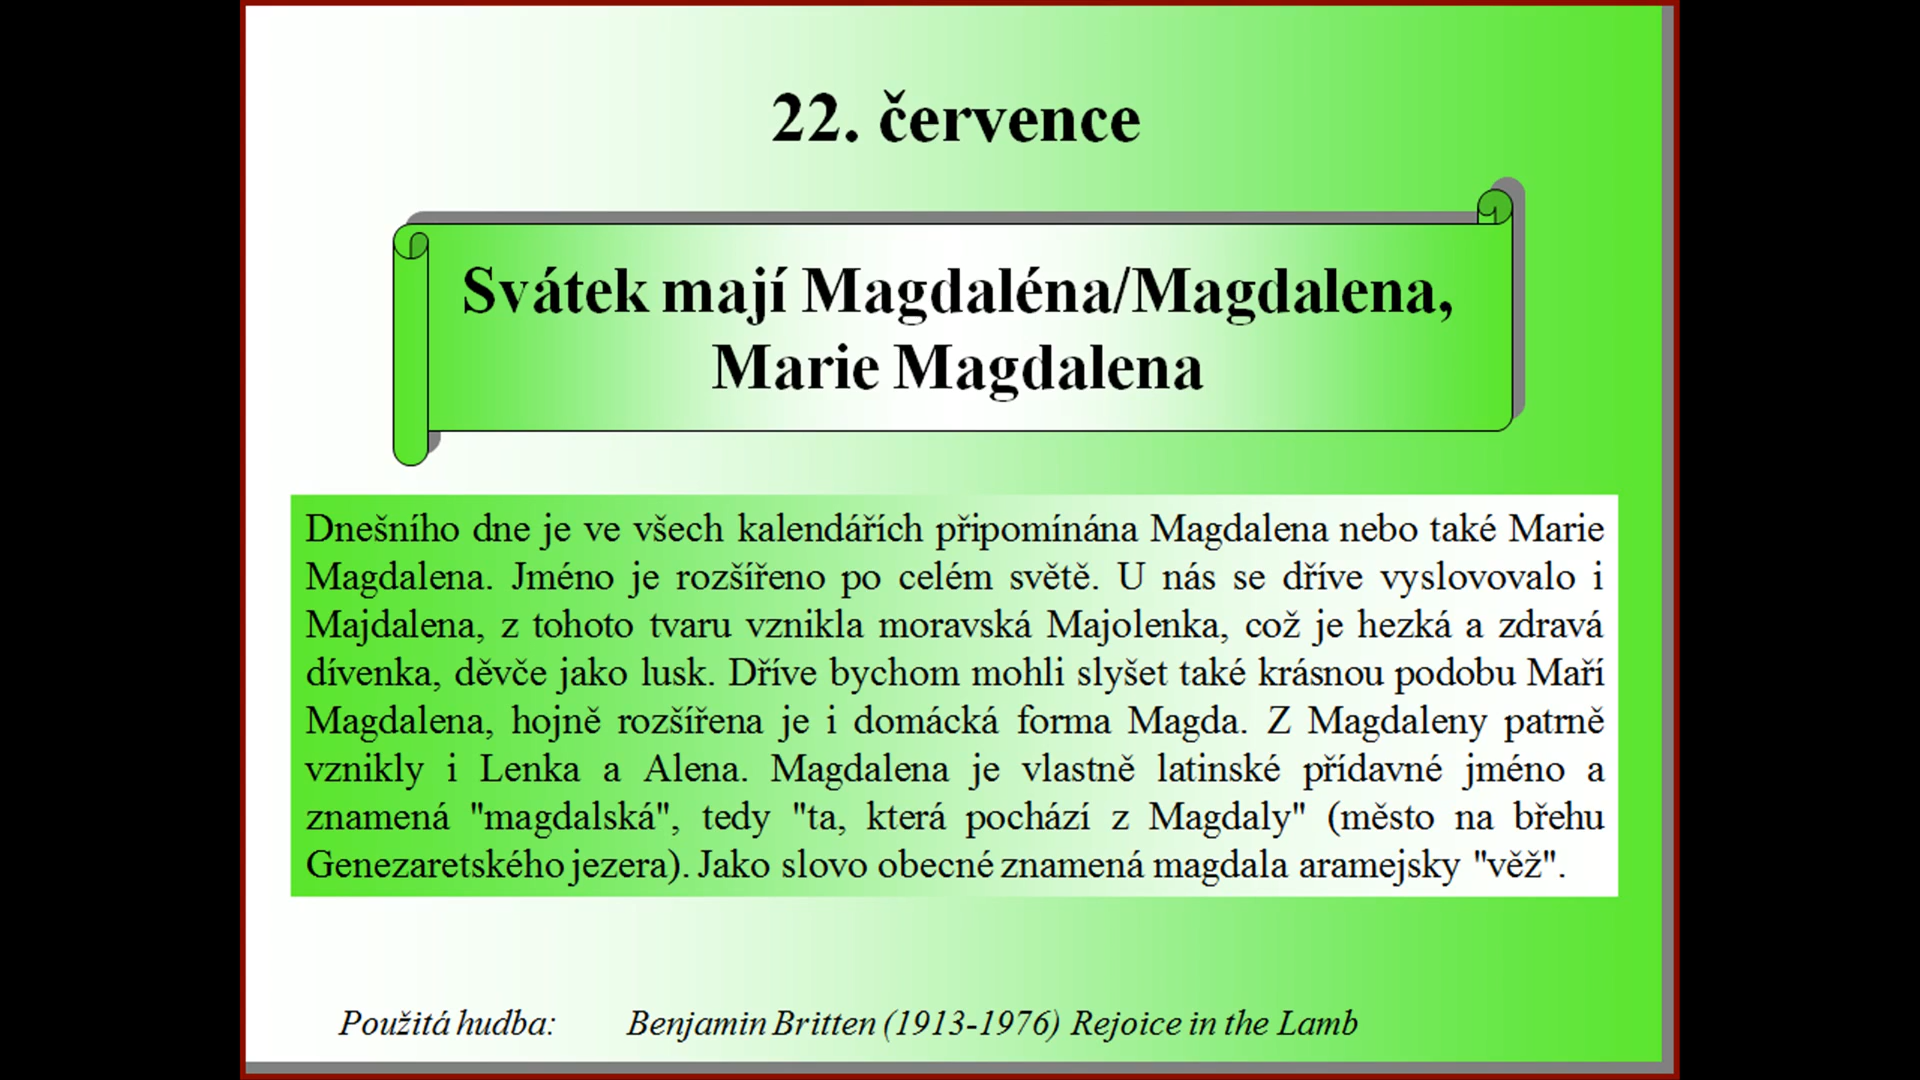 22. července
Svátek mají Magdaléna/Magdalena,
Marie Magdalena
Dnešního dne je ve všech kalendářích připomínána Magdalena nebo také Marie
Magdalena. Jméno je rozšířeno po celém světě. U nás se dříve vyslovovalo i
Majdalena, z tohoto tvaru vznikla moravská Majolenka, což je hezká a zdravá
dívenka, děvče jako lusk. Dříve bychom mohli slyšet také krásnou podobu Maří
Magdalena, hojně rozšířena je i domácká forma Magda. Z Magdaleny patrně
vznikly i Lenka a Alena. Magdalena je vlastně latinské přídavné jméno a
znamená "magdalská", tedy "ta, která pochází z Magdaly" (město na břehu
Genezaretského jezera). Jako slovo obecné znamená magdala aramejsky "věž".
Použitá hudba: Benjamin Britten (1913-1976) Rejoice in the Lamb